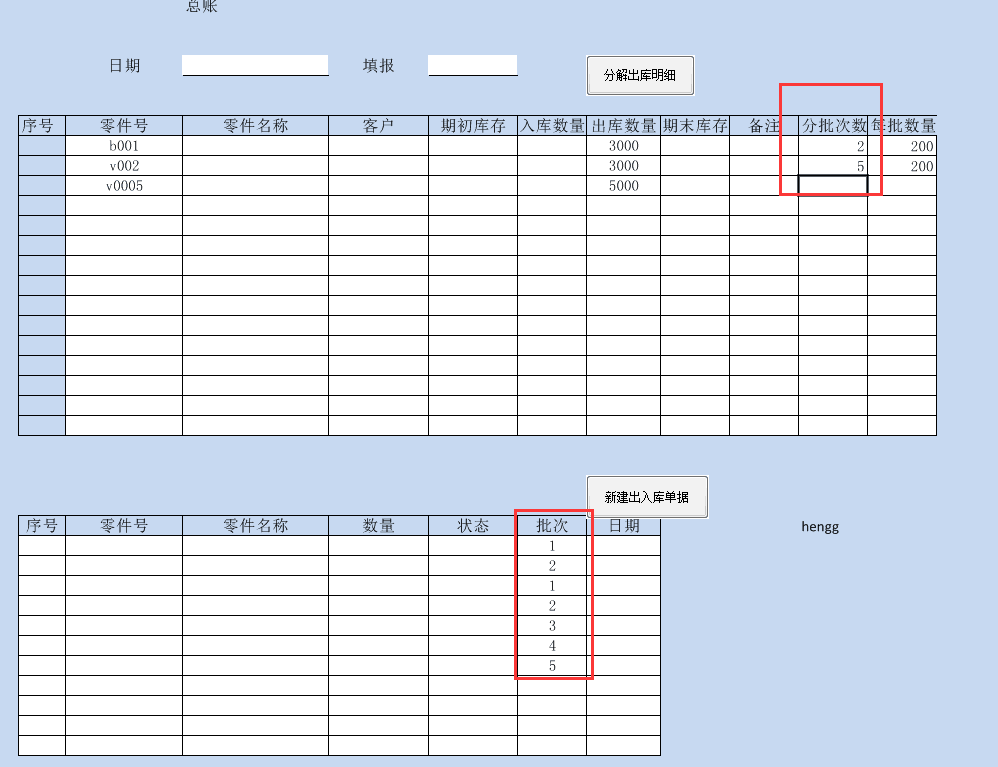 总账
日期 填报 分解出库明细
序号 零件号 零件名称 客户 期初库存 入库数量 出库数量 期末库存 备注 分批次数 每批数量
b001 3000 2 200
v002 3000 5 200
v0005 5000
新建出入库单据
序号 零件号 零件名称 数量 状态 批次 日期 hengg
1
2
1
2
3
4
5